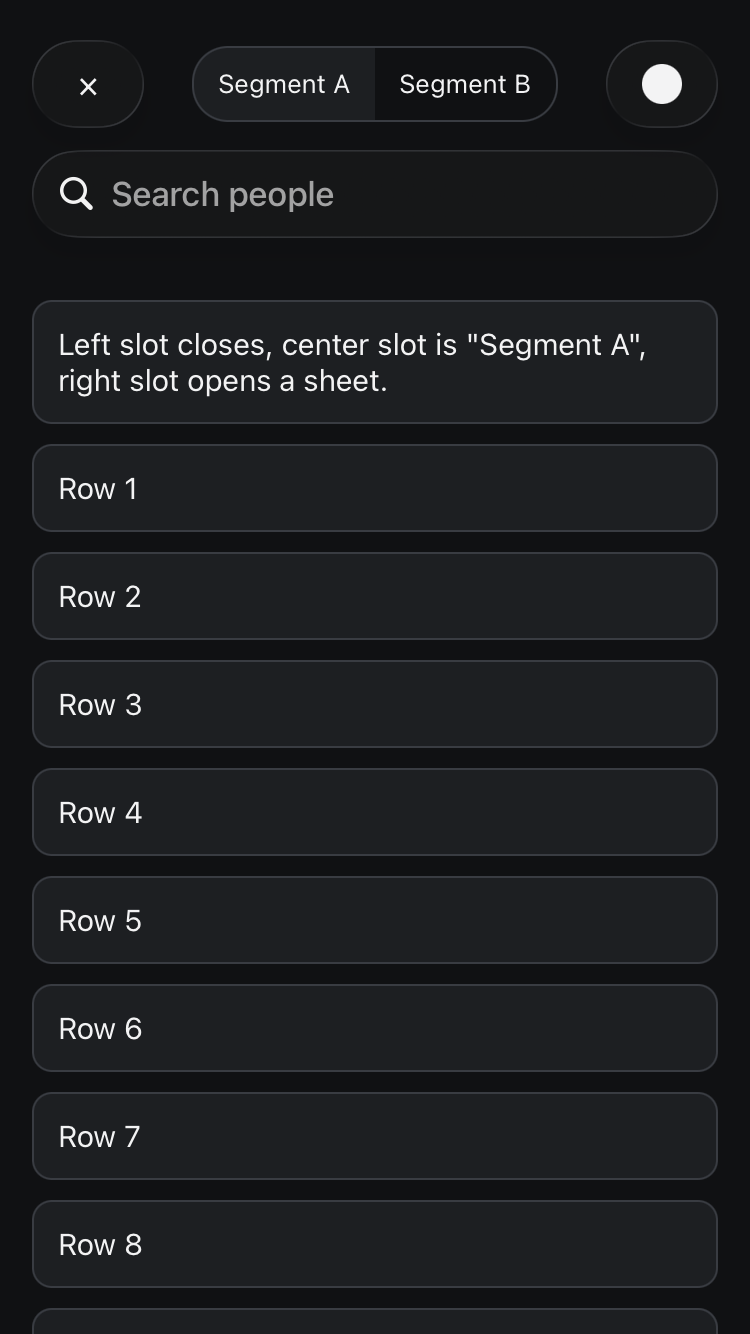 ×
Segment A
Segment B
Search people
Left slot closes, center slot is "Segment A",
right slot opens a sheet.
Row 1
Row 2
Row 3
Row 4
Row 5
Row 6
Row 7
Row 8